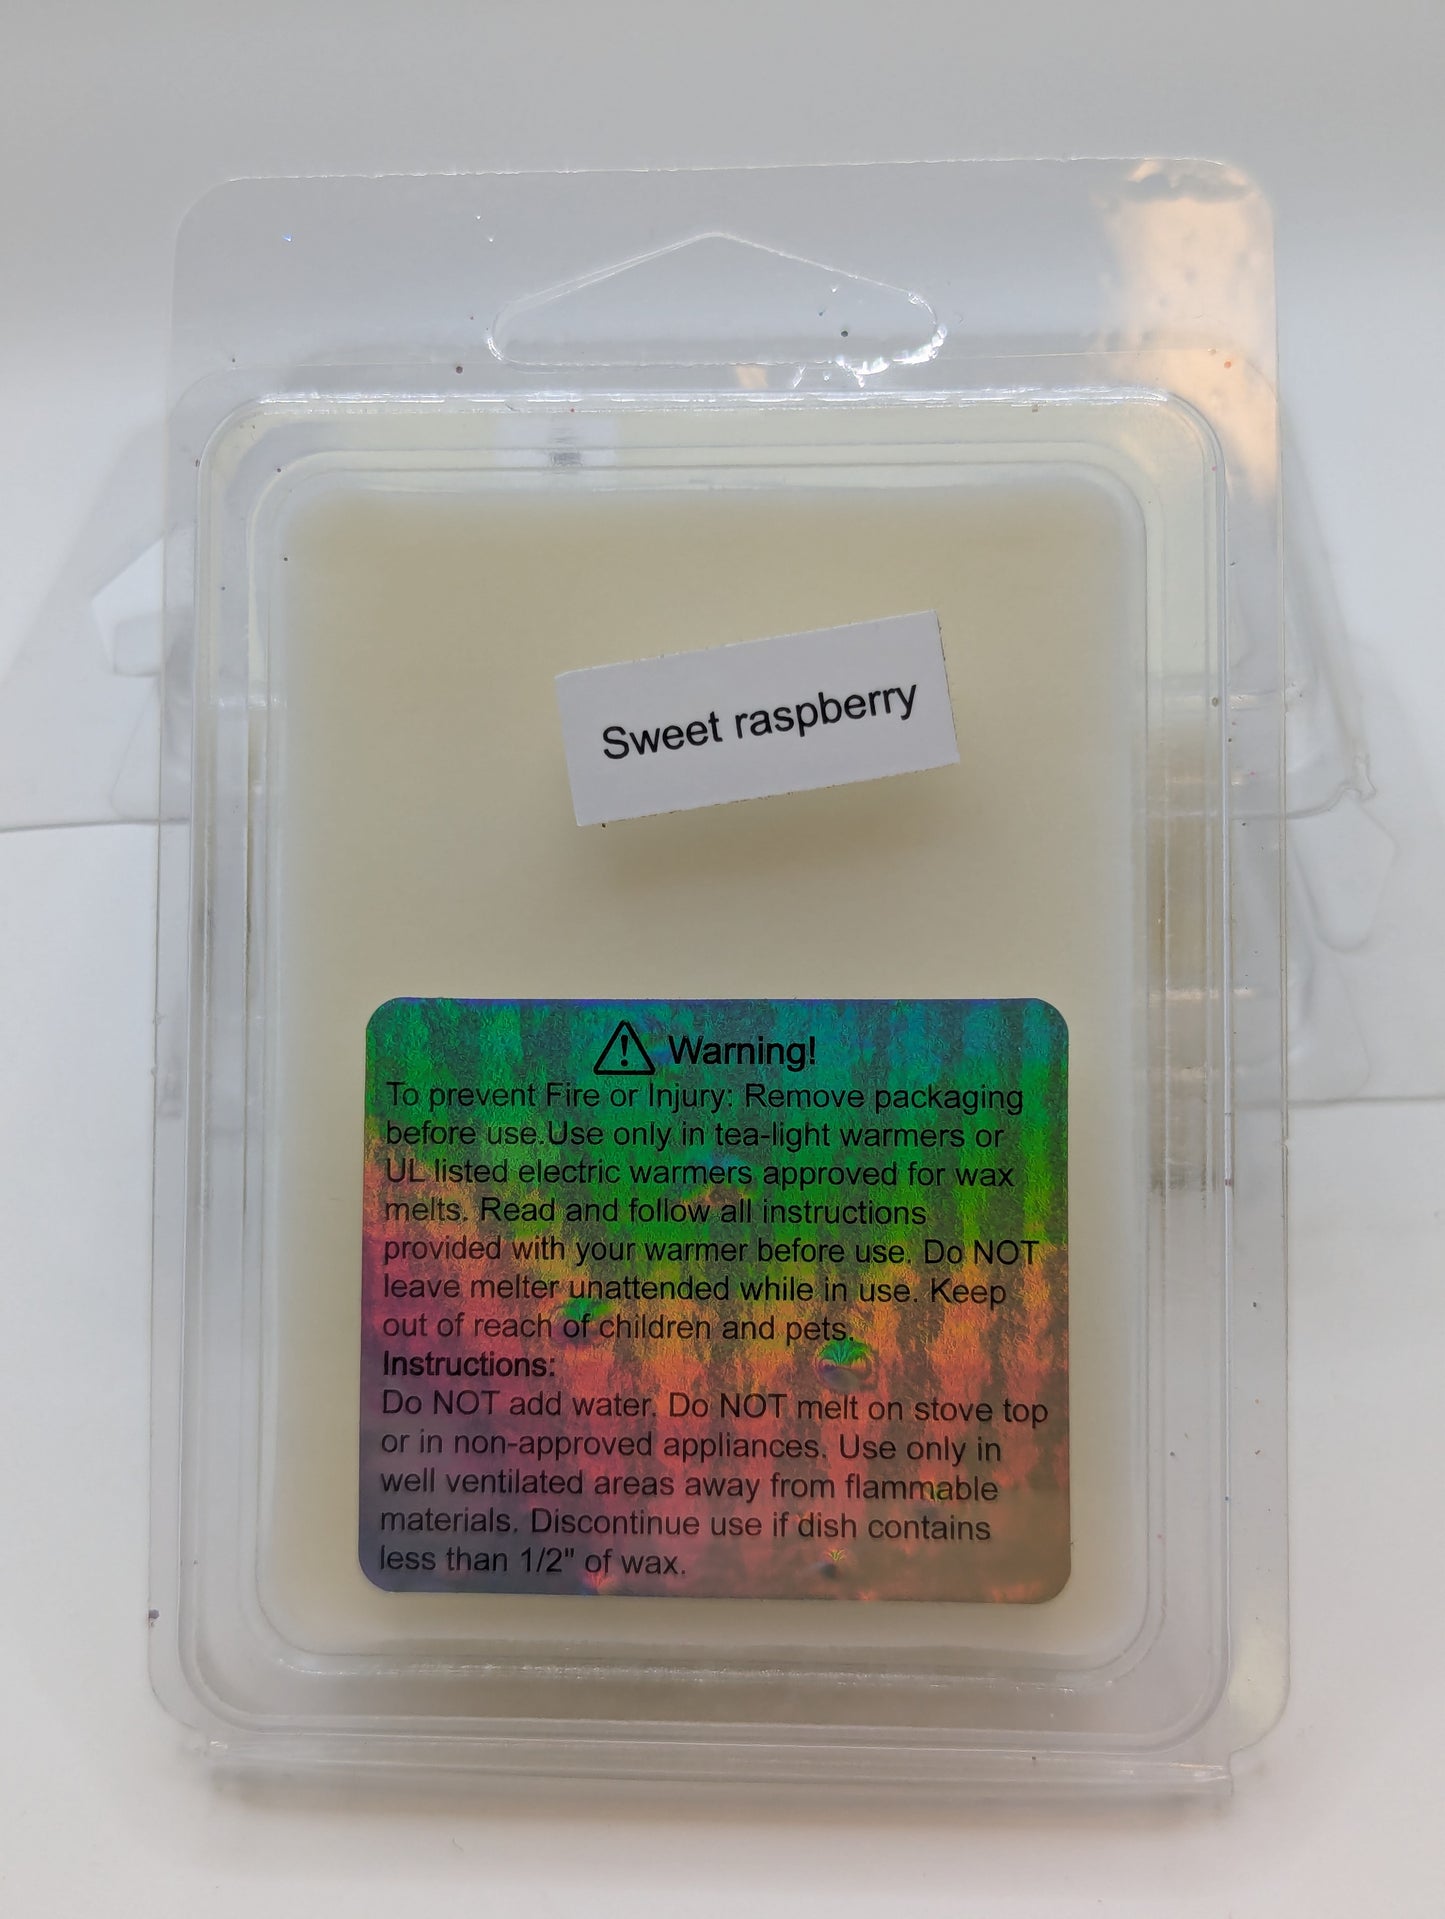 Sweet raspberry
Warning!
To prevent Fire or Injury: Remove packaging
before use.Use only in tea-light warmers or
UL listed electric warmers approved for wax
melts. Read and follow all instructions
provided with your warmer before use. Do NOT
leave melter unattended while in use. Keep
out of reach of children and pets.
Instructions:
Do NOT add water. Do NOT melt on stove top
or in non-approved appliances. Use only in
well ventilated areas away from flammable
materials. Discontinue use if dish contains
less than 1/2" of wax.